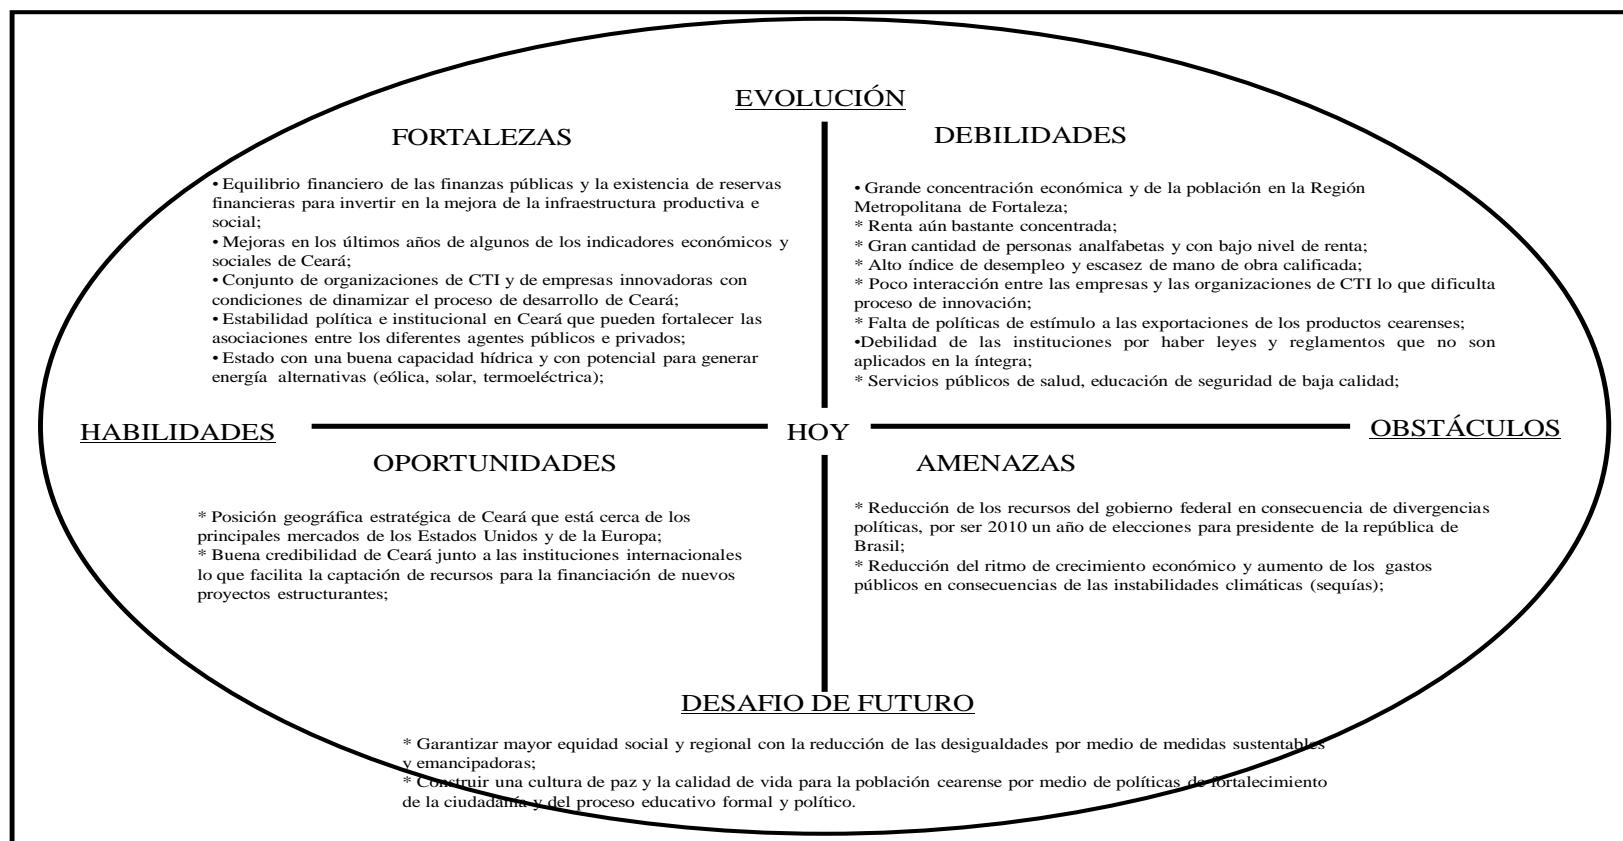 EVOLUCIÓN
FORTALEZAS
• Equilibrio financiero de las finanzas públicas y la existencia de reservas
financieras para invertir en la mejora de la infraestructura productiva e
social;
• Mejoras en los últimos años de algunos de los indicadores económicos y
sociales de Ceará;
• Conjunto de organizaciones de CTI y de empresas innovadoras con
condiciones de dinamizar el proceso de desarrollo de Ceará;
• Estabilidad política e institucional en Ceará que pueden fortalecer las
asociaciones entre los diferentes agentes públicos e privados;
• Estado con una buena capacidad hídrica y con potencial para generar
energía alternativas (eólica, solar, termoeléctrica);
DEBILIDADES
• Grande concentración económica y de la población en la Región
Metropolitana de Fortaleza;
* Renta aún bastante concentrada;
* Gran cantidad de personas analfabetas y con bajo nivel de renta;
* Alto índice de desempleo y escasez de mano de obra calificada;
* Poco interacción entre las empresas y las organizaciones de CTI lo que dificulta
proceso de innovación;
* Falta de políticas de estímulo a las exportaciones de los productos cearenses;
•Debilidad de las instituciones por haber leyes y reglamentos que no son
aplicados en la íntegra;
* Servicios públicos de salud, educación de seguridad de baja calidad;
HABILIDADES
HOY
OBSTÁCULOS
OPORTUNIDADES
* Posición geográfica estratégica de Ceará que está cerca de los
principales mercados de los Estados Unidos y de la Europa;
* Buena credibilidad de Ceará junto a las instituciones internacionales
lo que facilita la captación de recursos para la financiación de nuevos
proyectos estructurantes;
AMENAZAS
* Reducción de los recursos del gobierno federal en consecuencia de divergencias
políticas, por ser 2010 un año de elecciones para presidente de la república de
Brasil;
* Reducción del ritmo de crecimiento económico y aumento de los gastos
públicos en consecuencias de las instabilidades climáticas (sequías);
DESAFIO DE FUTURO
* Garantizar mayor equidad social y regional con la reducción de las desigualdades por medio de medidas sustentables
y emancipadoras;
* Construir una cultura de paz y la calidad de vida para la población cearense por medio de políticas de fortalecimiento
de la ciudadanía y del proceso educativo formal y político.